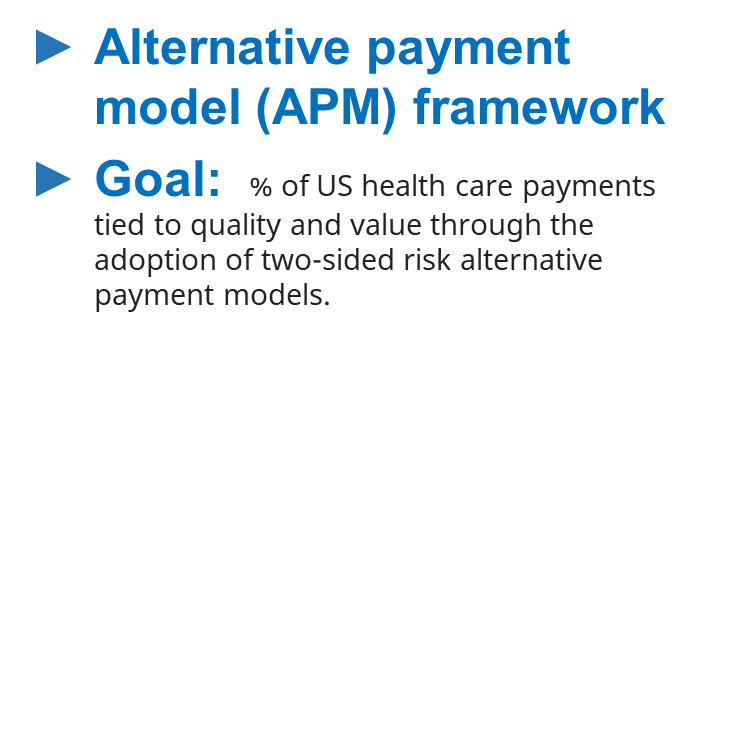 Alternative payment
model (APM) framework
Goal: % of US health care payments
tied to quality and value through the
adoption of two-sided risk alternative
payment models.